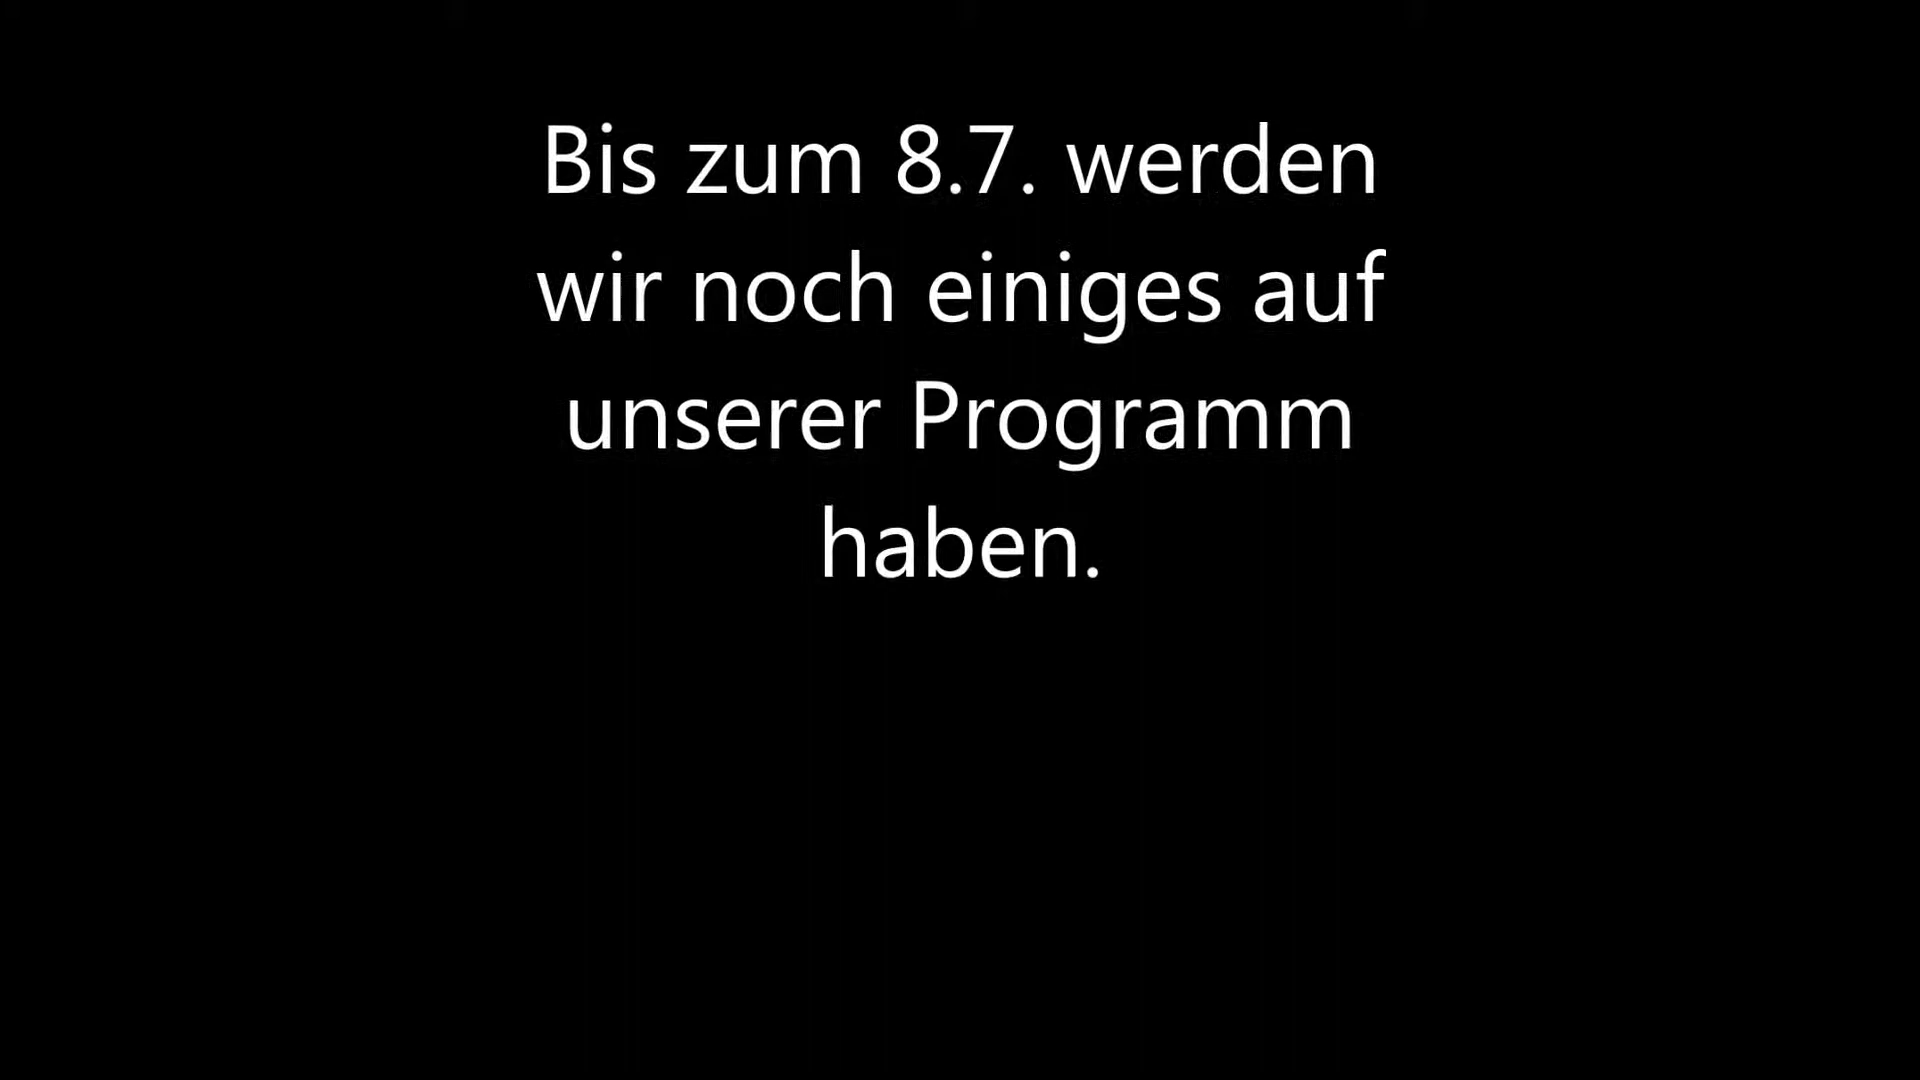 Bis zum 8.7. werden
wir noch einiges auf
unserer Programm
haben.